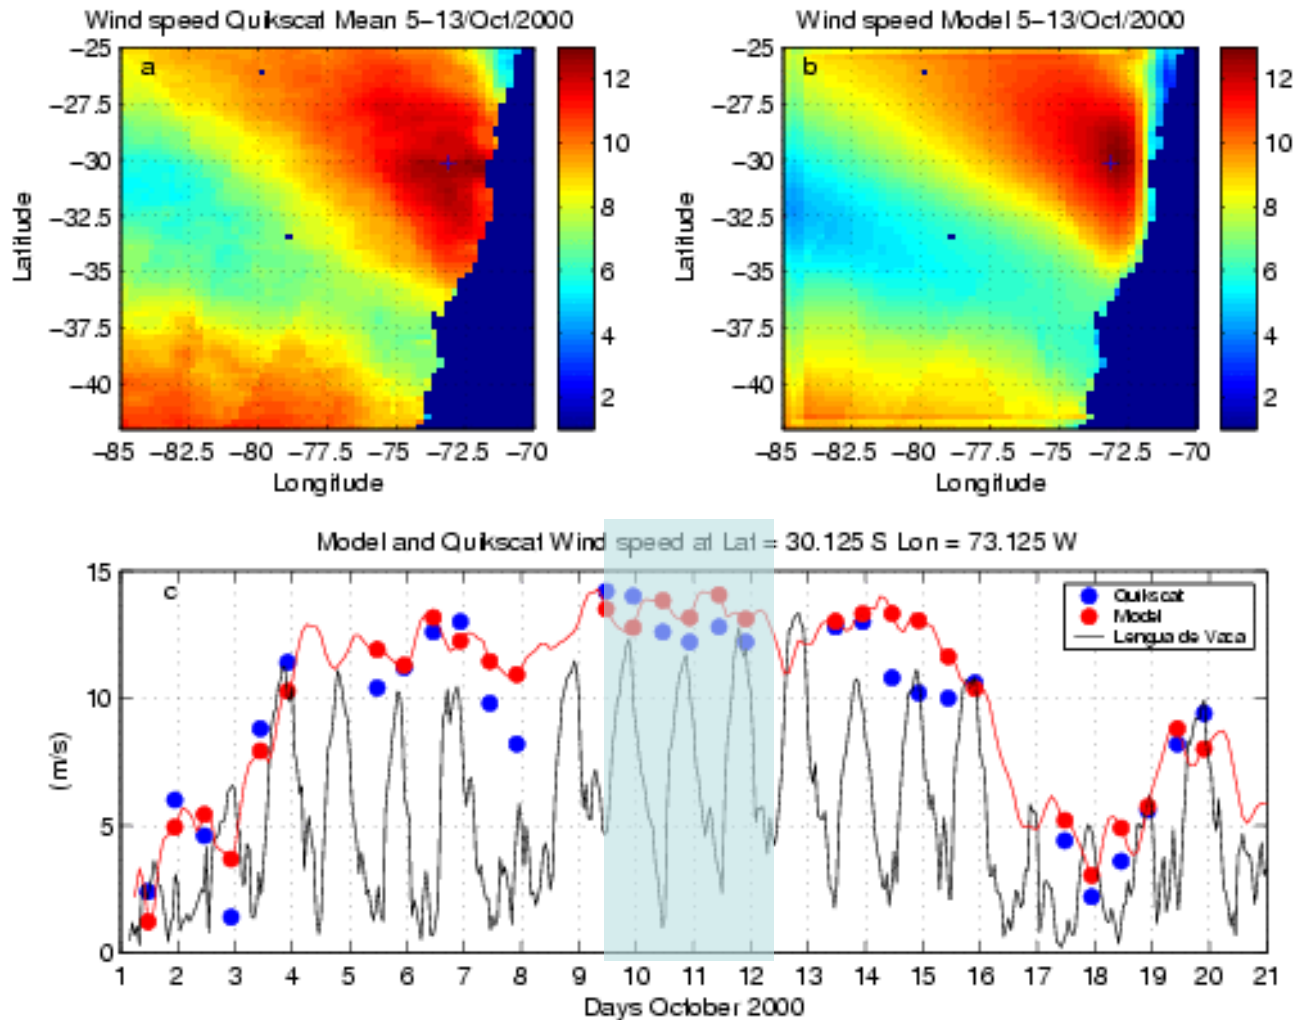 Wind speed Quikscat Mean 5-13/Oct/2000
Wind speed Model 5-13/Oct/2000
a
-25
-27.5
-30
-32.5
-35
-37.5
-40
Latitude
-85 -82.5 -80 -77.5 -75 -72.5 -70
Longitude
12
10
8
6
4
2
b
-25
-27.5
-30
-32.5
-35
-37.5
-40
Latitude
-85 -82.5 -80 -77.5 -75 -72.5 -70
Longitude
12
10
8
6
4
2
Model and Quikscat Wind speed at Lat = 30.125 S Lon = 73.125 W
c
15
10
5
0
(m/s)
Quikscat
Model
Lengua de Vaca
1 2 3 4 5 6 7 8 9 10 11 12 13 14 15 16 17 18 19 20 21
Days October 2000